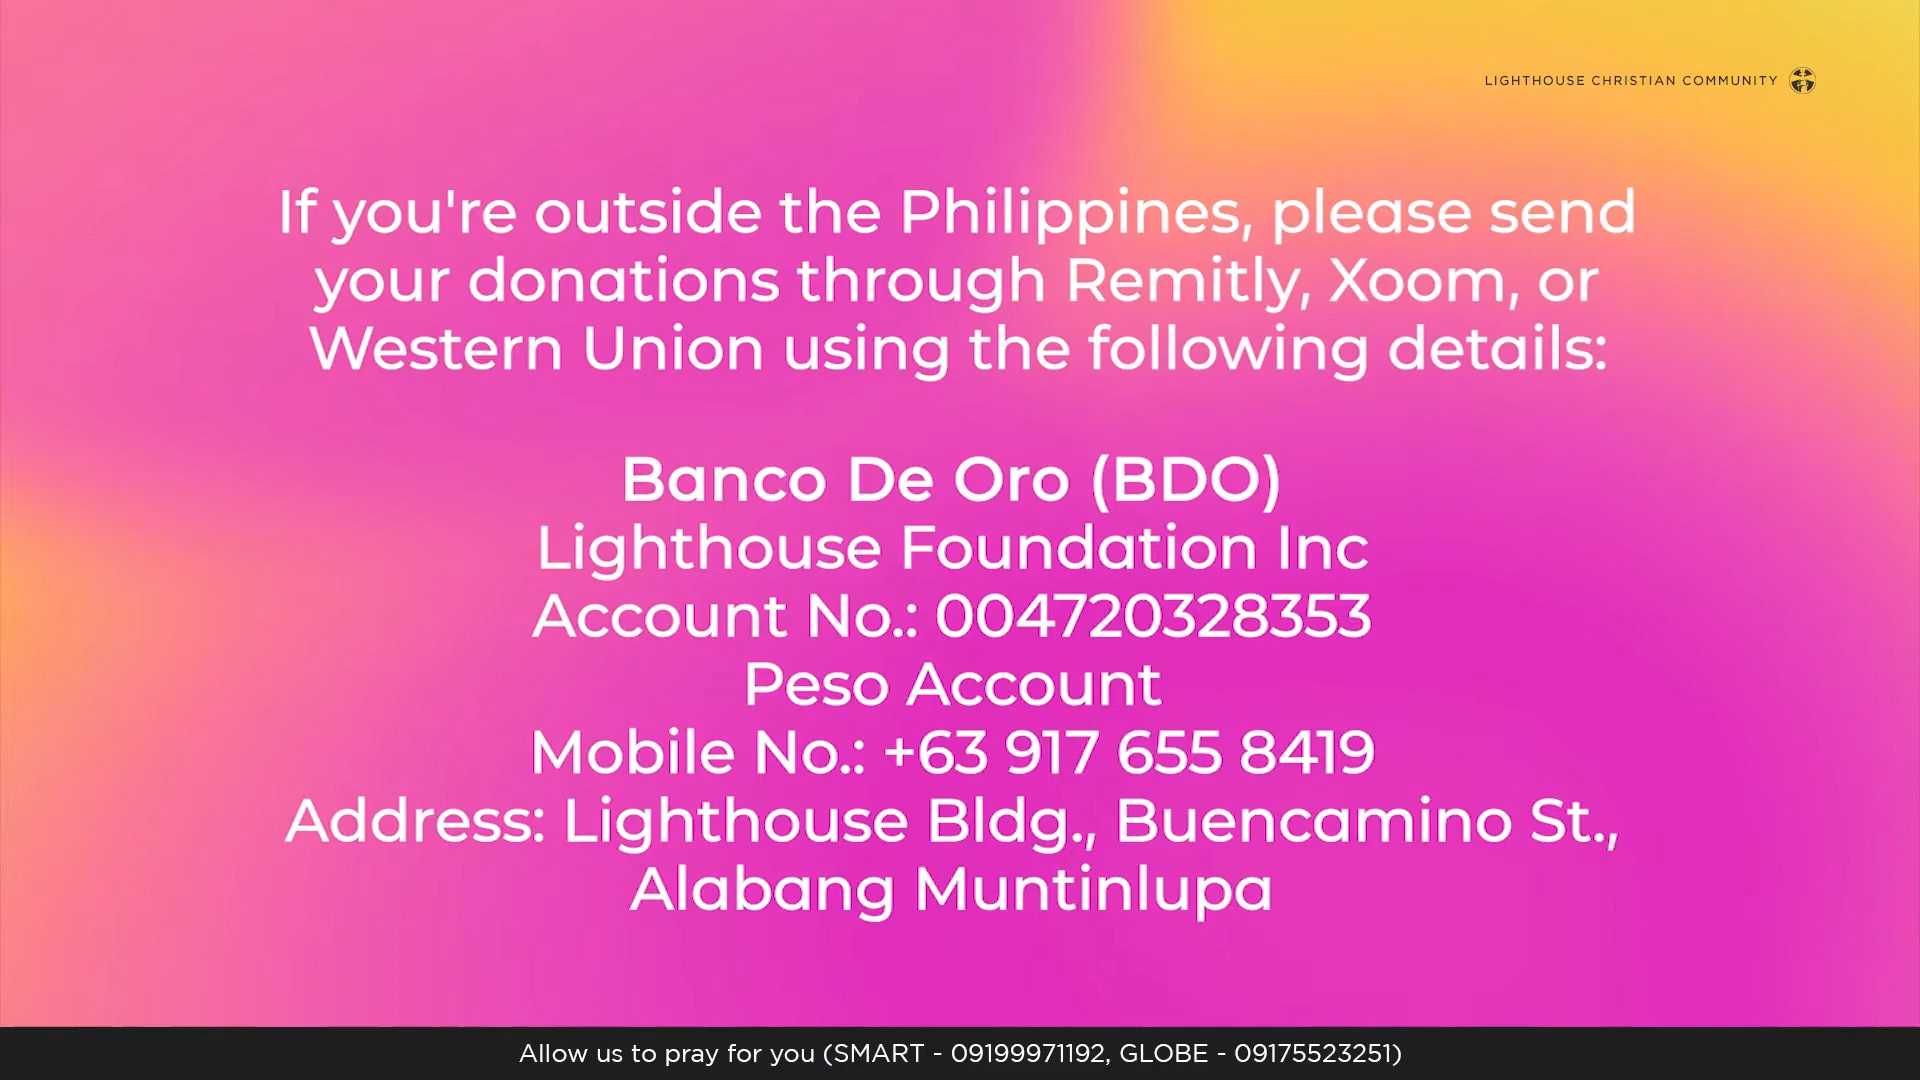 LIGHTHOUSE CHRISTIAN COMMUNITY
If you're outside the Philippines, please send
your donations through Remitly, Xoom, or
Western Union using the following details:
Banco De Oro (BDO)
Lighthouse Foundation Inc
Account No.: 004720328353
Peso Account
Mobile No.: +63 917 655 8419
Address: Lighthouse Bldg., Buencamino St.,
Alabang Muntinlupa
Allow us to pray for you (SMART - 09199971192, GLOBE - 09175523251)